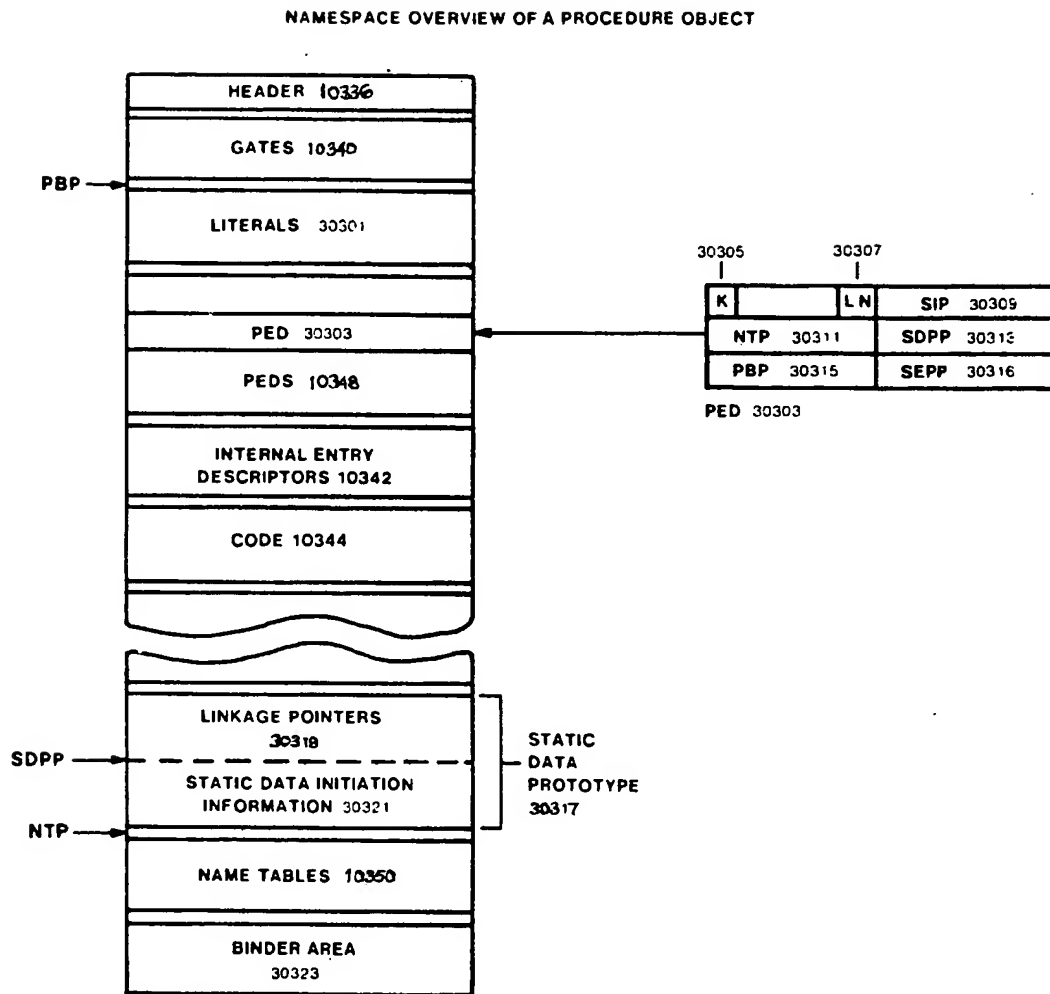 NAMESPACE OVERVIEW OF A PROCEDURE OBJECT
HEADER 10336
GATES 10340
PBP
LITERALS 30301
30305
30307
K
LN
SIP 30309
PED 30303
NTP 30311
SDPP 30313
PEDS 10348
PBP 30315
SEPP 30316
PED 30303
INTERNAL ENTRY
DESCRIPTORS 10342
CODE 10344
LINKAGE POINTERS
30318
SDPP
STATIC DATA INITIATION
INFORMATION 30321
STATIC
DATA
PROTOTYPE
30317
NTP
NAME TABLES 10350
BINDER AREA
30323